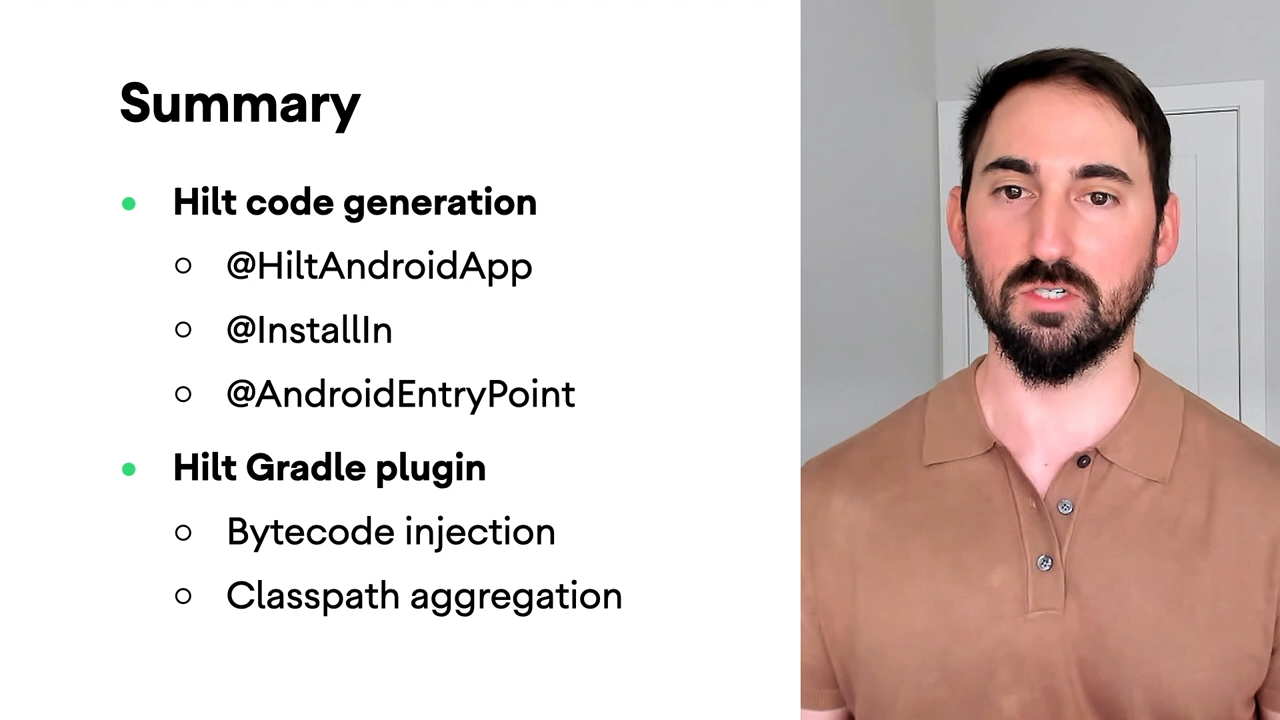 Summary
• Hilt code generation
○ @HiltAndroidApp
○ @InstallIn
○ @AndroidEntryPoint
• Hilt Gradle plugin
○ Bytecode injection
○ Classpath aggregation